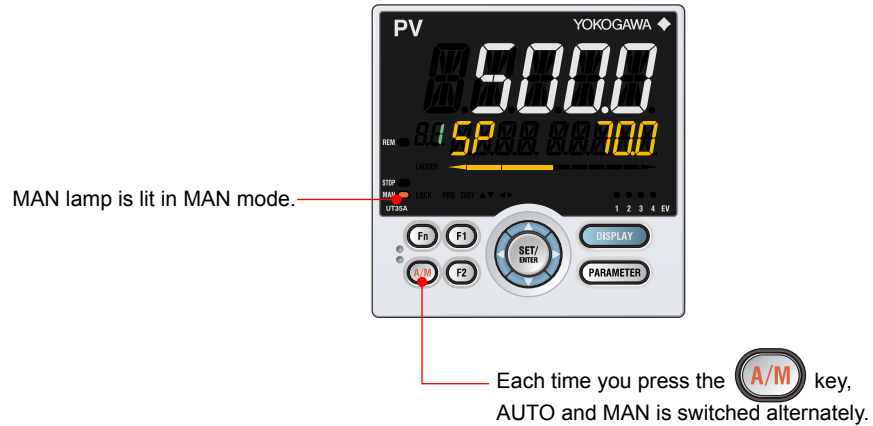 PV YOKOGAWA
500.0
REM 1 SP 70.0
LADDER
STOP
MAN LOCK PRO EASY
UT35A 1 2 3 4 EV
MAN lamp is lit in MAN mode.
Fn F1 SET/ENTER DISPLAY
A/M F2 PARAMETER
Each time you press the A/M key,
AUTO and MAN is switched alternately.